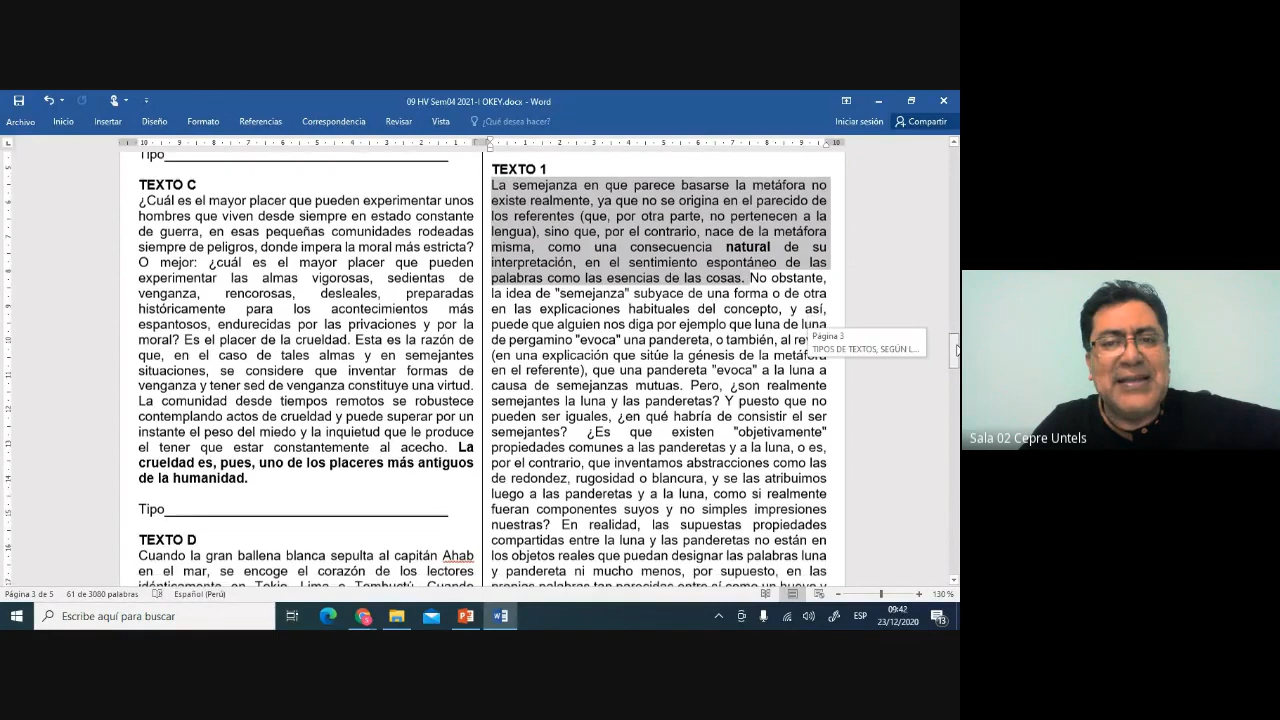 09 HV Sem04 2021-I OKEY.docx - Word
Archivo Inicio Insertar Diseño Formato Referencias Correspondencia Revisar Vista ¿Qué desea hacer? Iniciar sesión Compartir
Tipo
TEXTO C
¿Cuál es el mayor placer que pueden experimentar unos
hombres que viven desde siempre en estado constante
de guerra, en esas pequeñas comunidades rodeadas
siempre de peligros, donde impera la moral más estricta?
O mejor: ¿cuál es el mayor placer que pueden
experimentar las almas vigorosas, sedientas de
venganza, rencorosas, desleales, preparadas
históricamente para los acontecimientos más
espantosos, endurecidas por las privaciones y por la
moral? Es el placer de la crueldad. Esta es la razón de
que, en el caso de tales almas y en semejantes
situaciones, se considere que inventar formas de
venganza y tener sed de venganza constituye una virtud.
La comunidad desde tiempos remotos se robustece
contemplando actos de crueldad y puede superar por un
instante el peso del miedo y la inquietud que le produce
el tener que estar constantemente al acecho. La
crueldad es, pues, uno de los placeres más antiguos
de la humanidad.
Tipo
TEXTO D
Cuando la gran ballena blanca sepulta al capitán Ahab
en el mar, se encoge el corazón de los lectores
idénticamente en Tokio, Lima o Tombuctú. Cuando
TEXTO 1
La semejanza en que parece basarse la metáfora no
existe realmente, ya que no se origina en el parecido de
los referentes (que, por otra parte, no pertenecen a la
lengua), sino que, por el contrario, nace de la metáfora
misma, como una consecuencia natural de su
interpretación, en el sentimiento espontáneo de las
palabras como las esencias de las cosas. No obstante,
la idea de "semejanza" subyace de una forma o de otra
en las explicaciones habituales del concepto, y así,
puede que alguien nos diga por ejemplo que luna de luna
de pergamino "evoca" una pandereta, o también, al rev
(en una explicación que sitúe la génesis de la metáfora
en el referente), que una pandereta "evoca" a la luna a
causa de semejanzas mutuas. Pero, ¿son realmente
semejantes la luna y las panderetas? Y puesto que no
pueden ser iguales, ¿en qué habría de consistir el ser
semejantes? ¿Es que existen "objetivamente"
propiedades comunes a las panderetas y a la luna, o es,
por el contrario, que inventamos abstracciones como las
de redondez, rugosidad o blancura, y se las atribuimos
luego a las panderetas y a la luna, como si realmente
fueran componentes suyos y no simples impresiones
nuestras? En realidad, las supuestas propiedades
compartidas entre la luna y las panderetas no están en
los objetos reales que puedan designar las palabras luna
y pandereta ni mucho menos, por supuesto, en las
propias palabras tan parecidas entre sí como un huevo y
Página 3
TIPOS DE TEXTOS, SEGÚN L...
Sala 02 Cepre Untels
Página 3 de 5 61 de 3080 palabras Español (Perú) 130 %
Escribe aquí para buscar ESP 09:42
23/12/2020
13